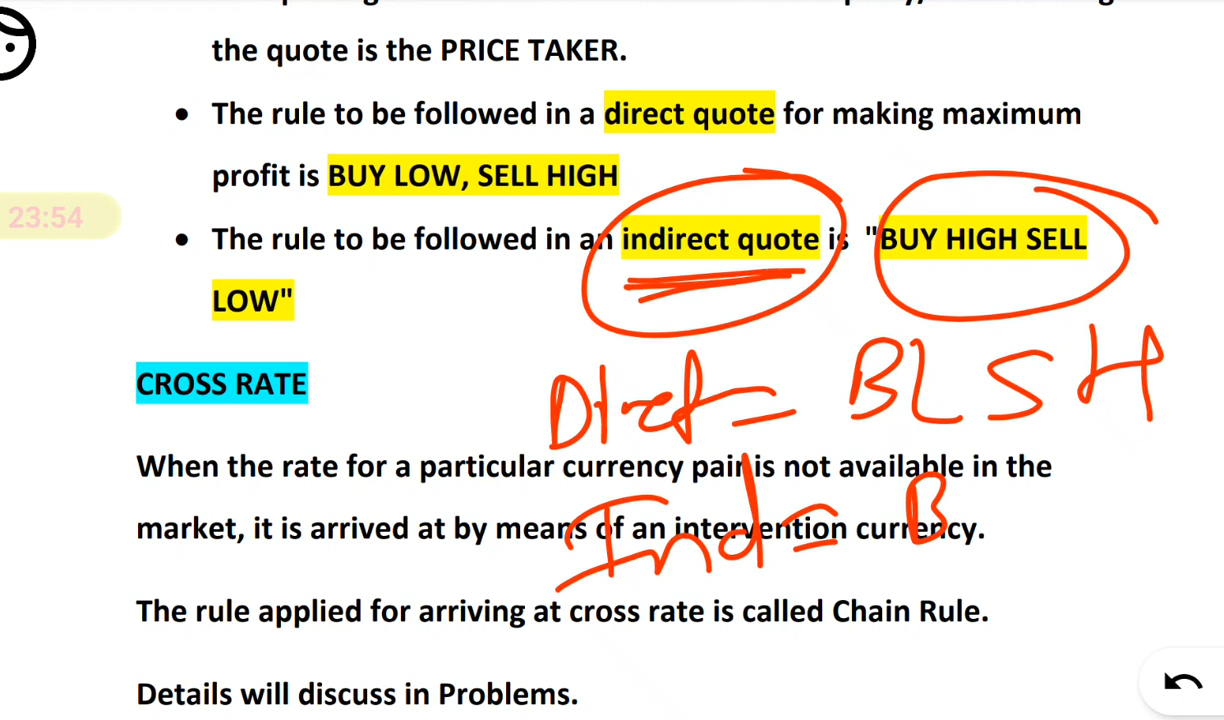 the quote is the PRICE TAKER.
• The rule to be followed in a direct quote for making maximum
profit is BUY LOW, SELL HIGH
23:54
• The rule to be followed in an indirect quote is "BUY HIGH SELL
LOW"
Diret = BLSH
CROSS RATE
When the rate for a particular currency pair is not available in the
Ind = B
market, it is arrived at by means of an intervention currency.
The rule applied for arriving at cross rate is called Chain Rule.
Details will discuss in Problems.